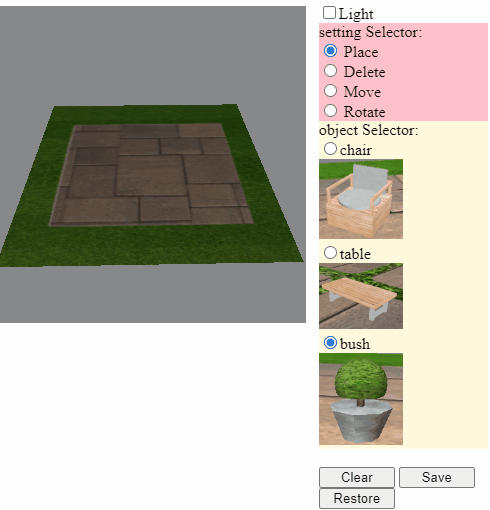 Light
setting Selector:
Place
Delete
Move
Rotate
object Selector:
chair
table
bush
Clear Save
Restore